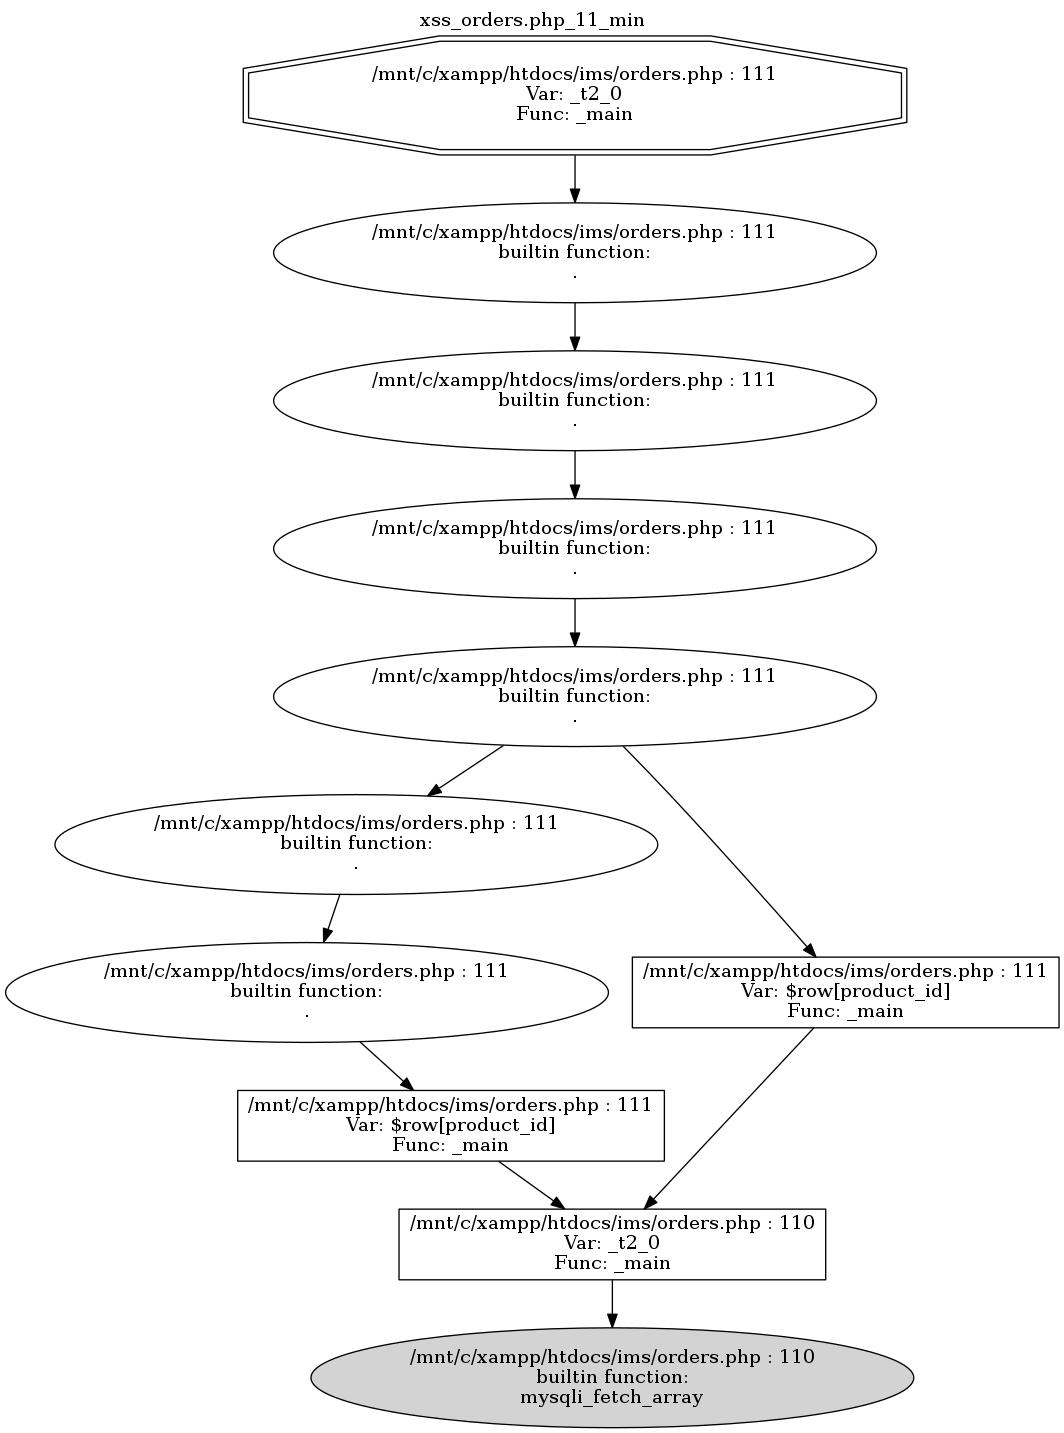 xss_orders.php_11_min
/mnt/c/xampp/htdocs/ims/orders.php : 111
Var: _t2_0
Func: _main
/mnt/c/xampp/htdocs/ims/orders.php : 111
builtin function:
.
/mnt/c/xampp/htdocs/ims/orders.php : 111
builtin function:
.
/mnt/c/xampp/htdocs/ims/orders.php : 111
builtin function:
.
/mnt/c/xampp/htdocs/ims/orders.php : 111
builtin function:
.
/mnt/c/xampp/htdocs/ims/orders.php : 111
builtin function:
.
/mnt/c/xampp/htdocs/ims/orders.php : 111
builtin function:
.
/mnt/c/xampp/htdocs/ims/orders.php : 111
Var: $row[product_id]
Func: _main
/mnt/c/xampp/htdocs/ims/orders.php : 111
Var: $row[product_id]
Func: _main
/mnt/c/xampp/htdocs/ims/orders.php : 110
Var: _t2_0
Func: _main
/mnt/c/xampp/htdocs/ims/orders.php : 110
builtin function:
mysqli_fetch_array